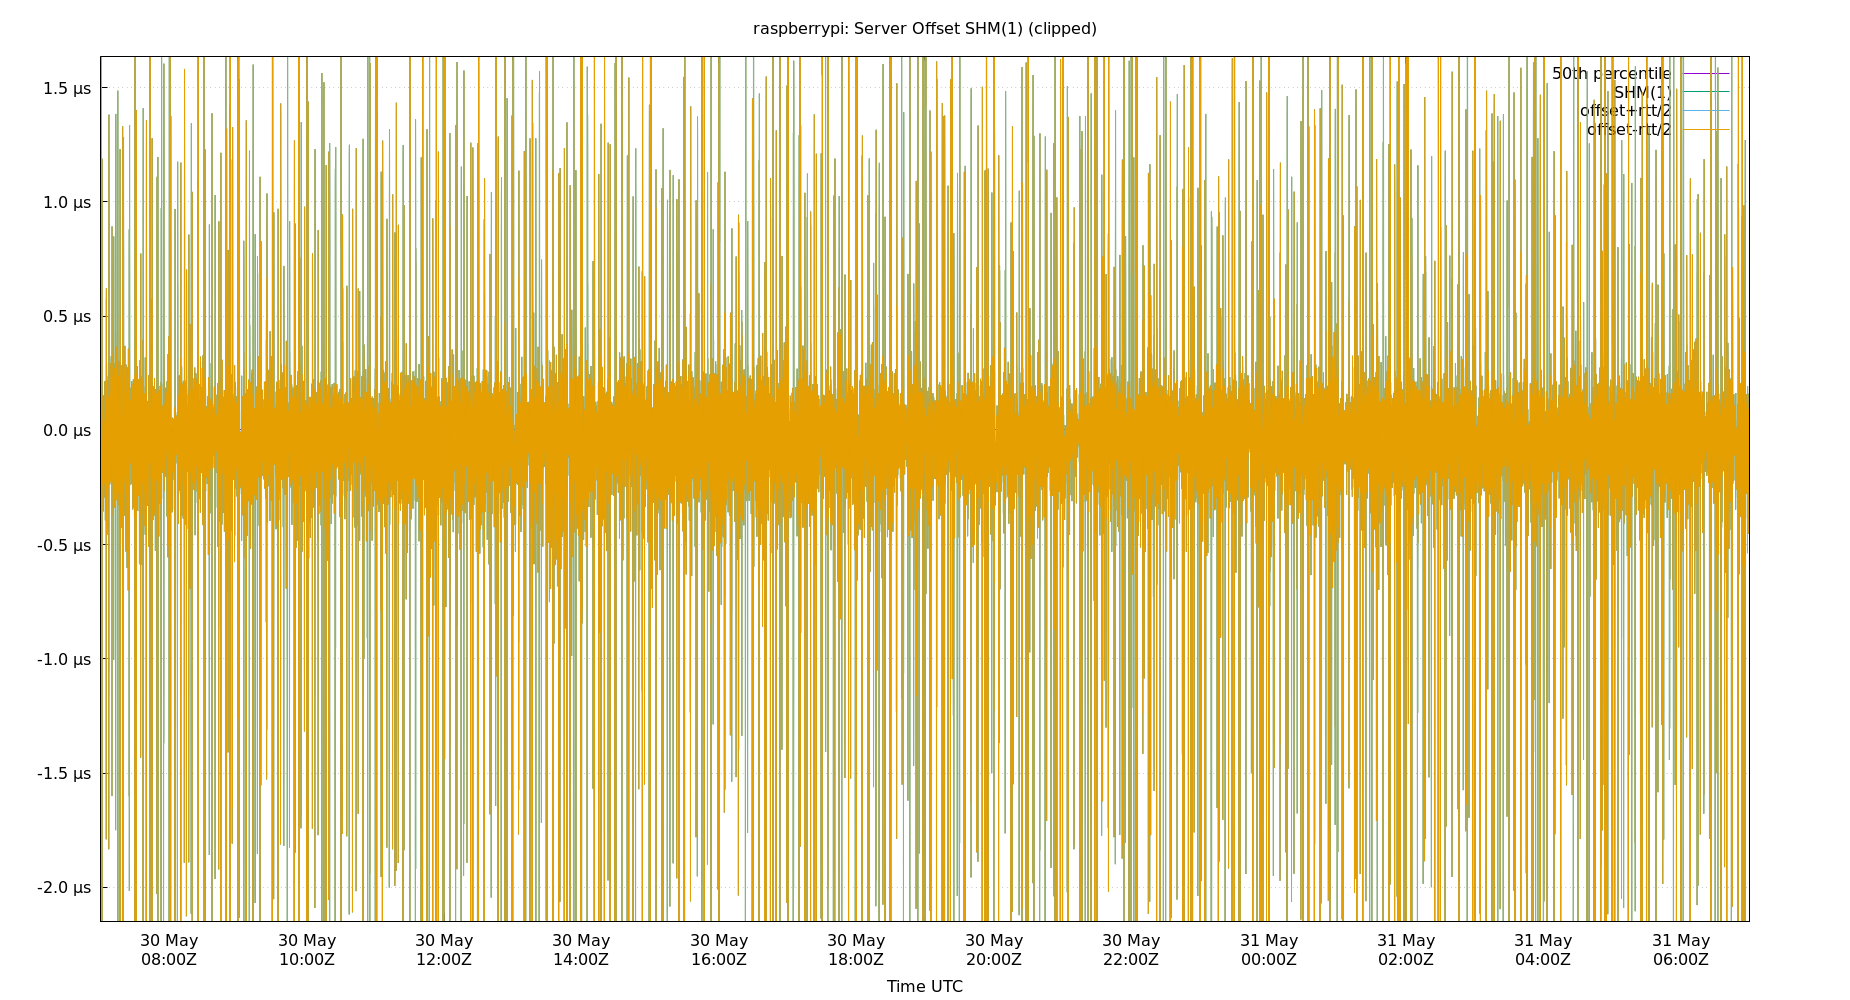 raspberrypi: Server Offset SHM(1) (clipped)
50th percentile
SHM(1)
offset+rtt/2
offset-rtt/2
1.5 µs
1.0 µs
0.5 µs
0.0 µs
-0.5 µs
-1.0 µs
-1.5 µs
-2.0 µs
30 May 30 May 30 May 30 May 30 May 30 May 30 May 30 May 31 May 31 May 31 May 31 May
08:00Z 10:00Z 12:00Z 14:00Z 16:00Z 18:00Z 20:00Z 22:00Z 00:00Z 02:00Z 04:00Z 06:00Z
Time UTC